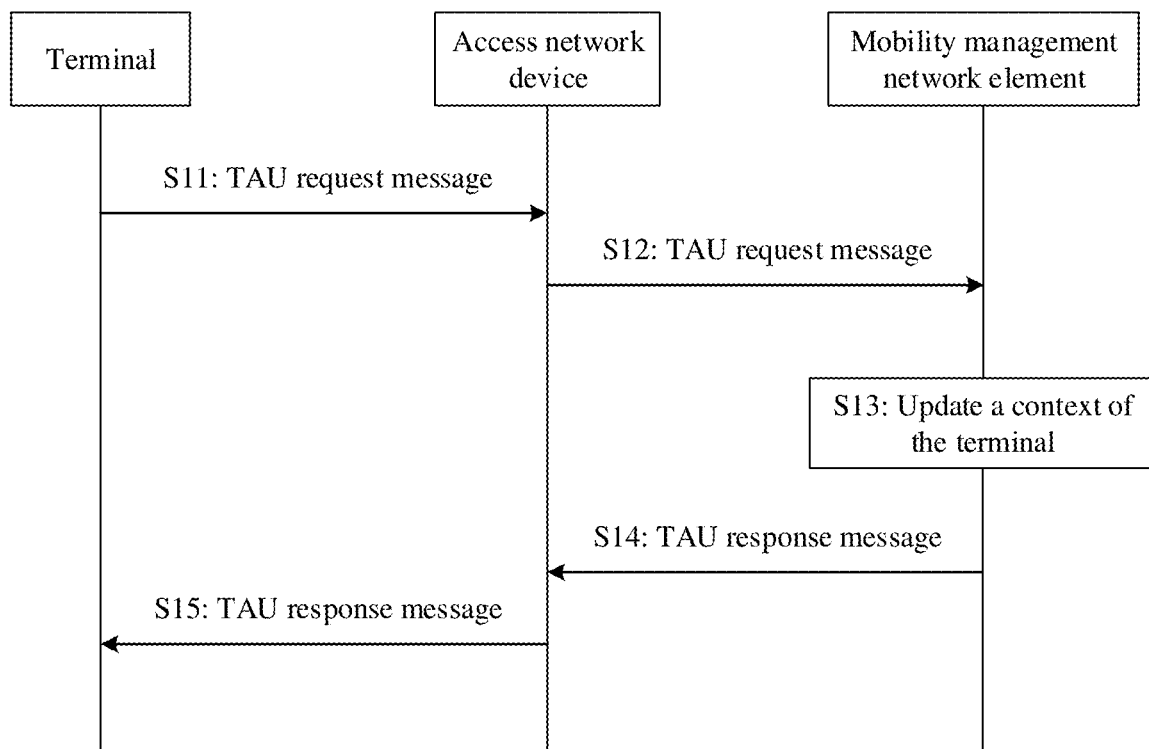 Terminal
Access network
device
Mobility management
network element
S11: TAU request message
S12: TAU request message
S13: Update a context of
the terminal
S14: TAU response message
S15: TAU response message